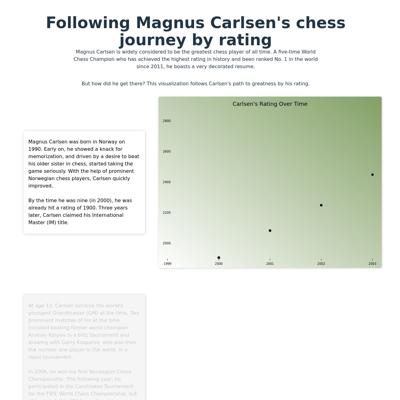 Following Magnus Carlsen's chess
journey by rating
Magnus Carlsen is widely considered to be the greatest chess player of all time. A five-time World
Chess Champion who has achieved the highest rating in history and been ranked No. 1 in the world
since 2011, he boasts a very decorated resume.
But how did he get there? This visualization follows Carlsen's path to greatness by his rating.
Carlsen's Rating Over Time
2800
2600
2400
2200
2000
1999
2000
2001
2002
2003
Magnus Carlsen was born in Norway on
1990. Early on, he showed a knack for
memorization, and driven by a desire to beat
his older sister in chess, started taking the
game seriously. With the help of prominent
Norwegian chess players, Carlsen quickly
improved.
By the time he was nine (in 2000), he was
already hit a rating of 1900. Three years
later, Carlsen claimed his International
Master (IM) title.
At age 13, Carlsen became the world's
youngest Grandmaster (GM) at the time. Two
prominent matches of his at the time
included beating former world champion
Anatoly Karpov in a blitz tournament and
drawing with Garry Kasparov, who was then
the number one player in the world, in a
rapid tournament.
In 2006, he won his first Norwegian Chess
Championship. The following year, he
participated in the Candidates Tournament
for the FIDE World Chess Championship, but